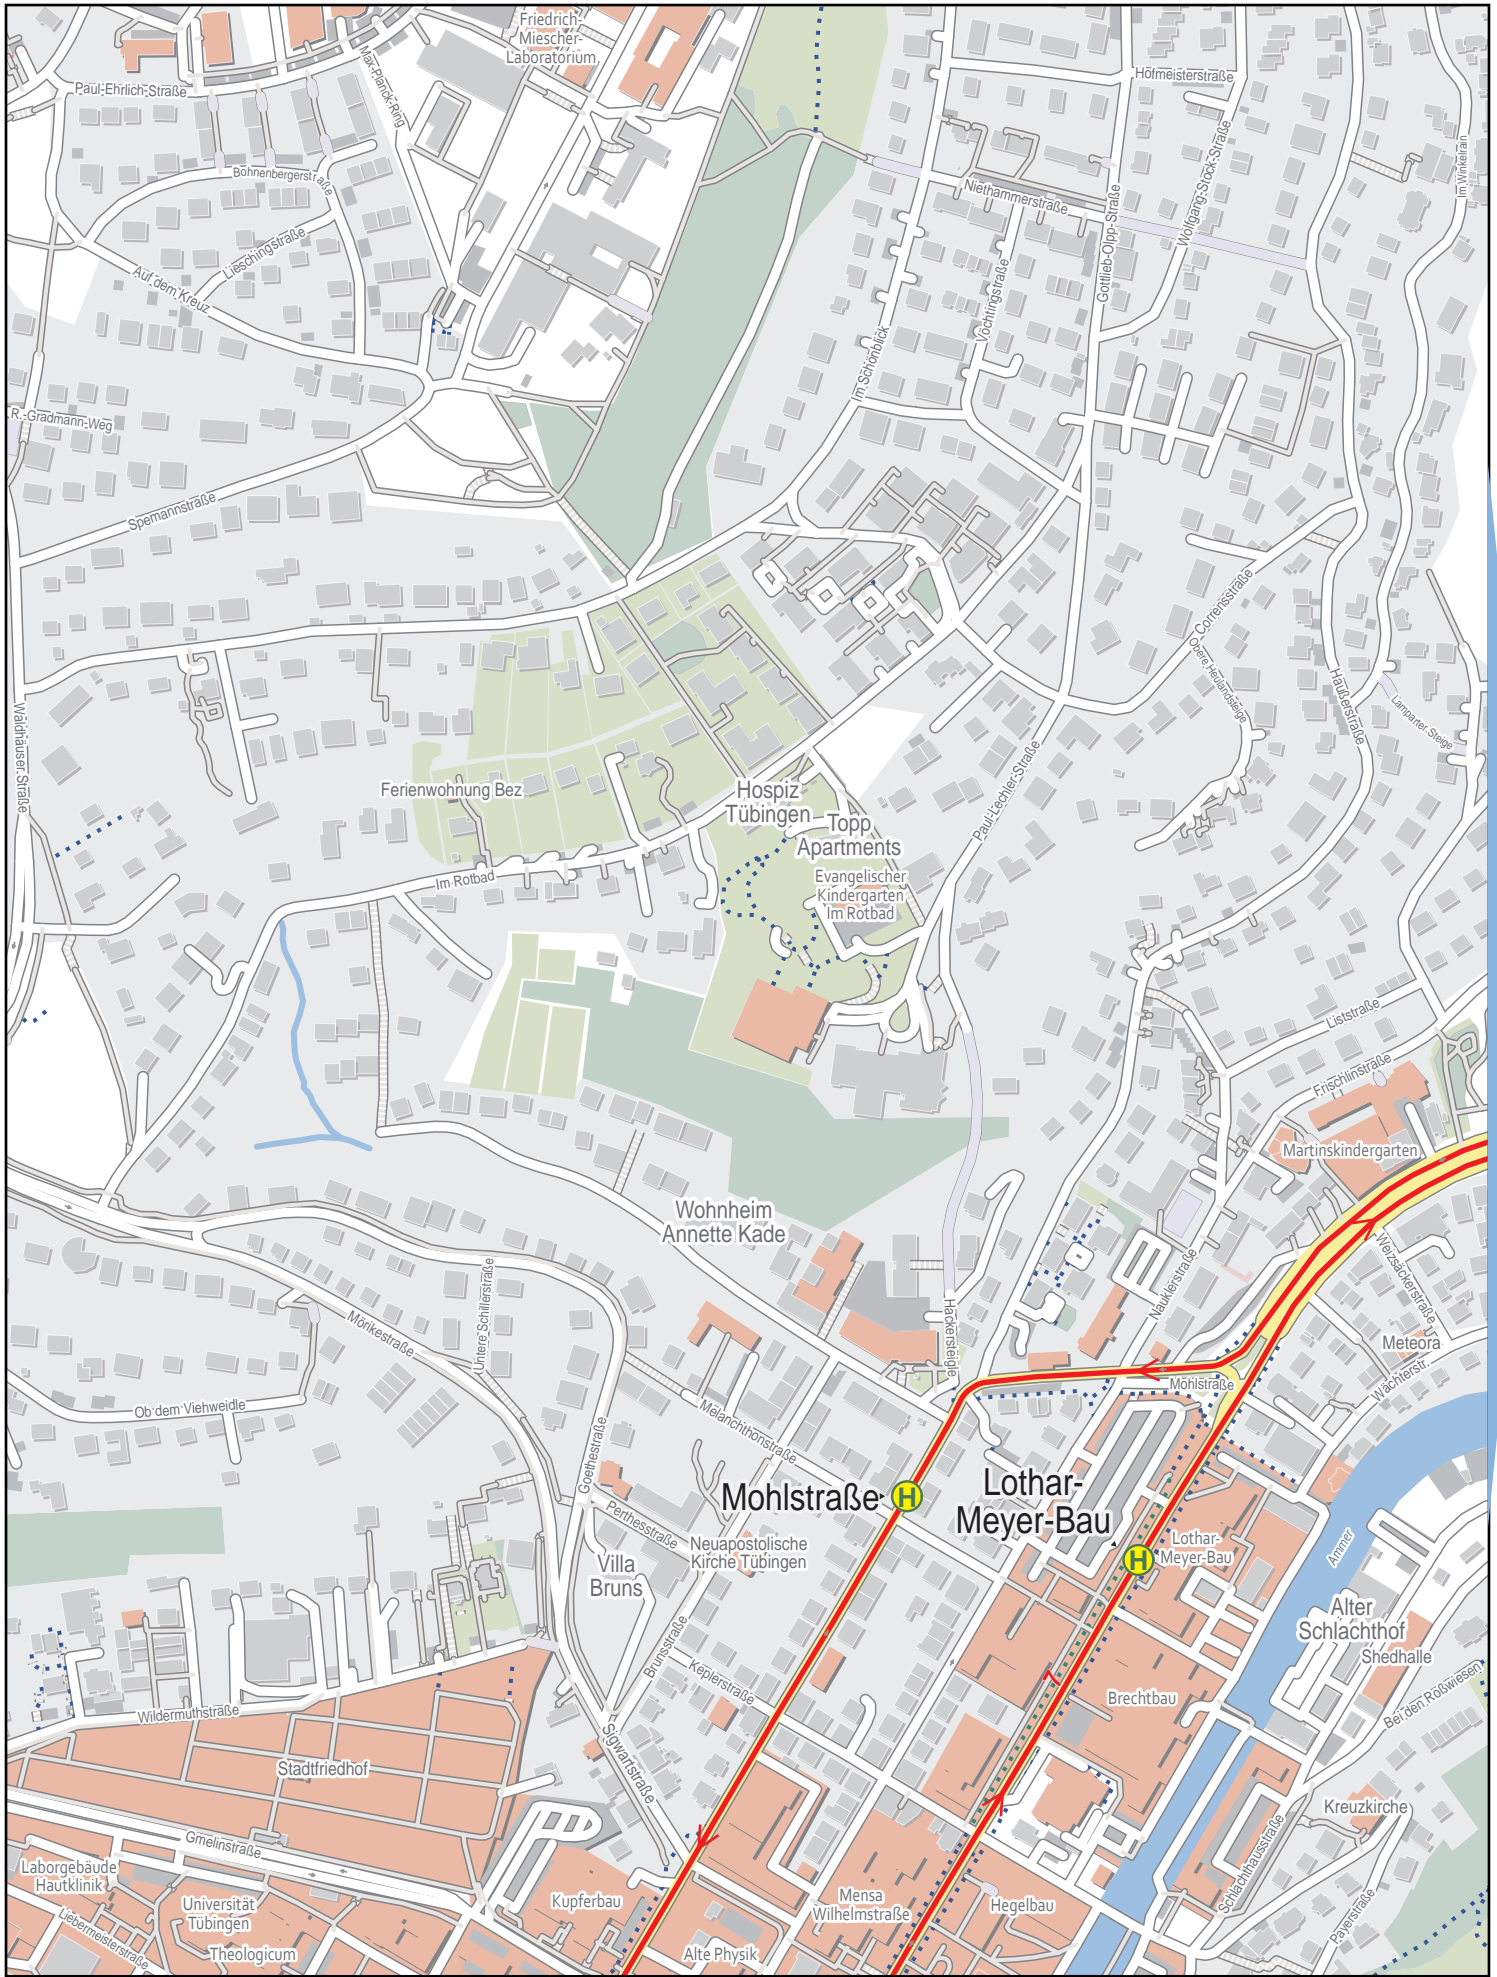 Friedrich-
Miescher-
Laboratorium
Max-Planck-Ring
Paul-Ehrlich-Straße
Hofmeisterstraße
Wolfgang-Stock-Straße
Im Winkelrain
Bohnenbergerstraße
Niethammerstraße
Gottlieb-Olpp-Straße
Lieschingstraße
Auf dem Kreuz
Vöchtingstraße
Im Schönblick
R.-Gradmann-Weg
Spemannstraße
Corrensstraße
Obere Heulandsteige
Haußerstraße
Lamparter Steige
Waldhäuser Straße
Paul-Lechler-Straße
Ferienwohnung Bez
Hospiz
Tübingen
Topp
Apartments
Evangelischer
Kindergarten
Im Rotbad
Im Rotbad
Liststraße
Frischlinstraße
Martinskindergarten
Wohnheim
Annette Kade
Untere Schillerstraße
Mörikestraße
Hackersteigle
Nauklerstraße
Weizsäckerstraße
Meteora
Wächterstr.
Mohlstraße
Ob dem Viehweidle
Melanchthonstraße
Goethestraße
Mohlstraße
H
Lothar-
Meyer-Bau
Perthesstraße
Neuapostolische
Kirche Tübingen
Villa
Bruns
H
Lothar-
Meyer-Bau
Ammer
Alter
Schlachthof
Shedhalle
Brunsstraße
Keplerstraße
Brechtbau
Bei den Rößwiesen
Wildermuthstraße
Sigwartstraße
Stadtfriedhof
Kreuzkirche
Gmelinstraße
Schlachthausstraße
Laborgebäude
Hautklinik
Universität
Tübingen
Kupferbau
Mensa
Wilhelmstraße
Hegelbau
Payerstraße
Liebermeisterstraße
Theologicum
Alte Physik